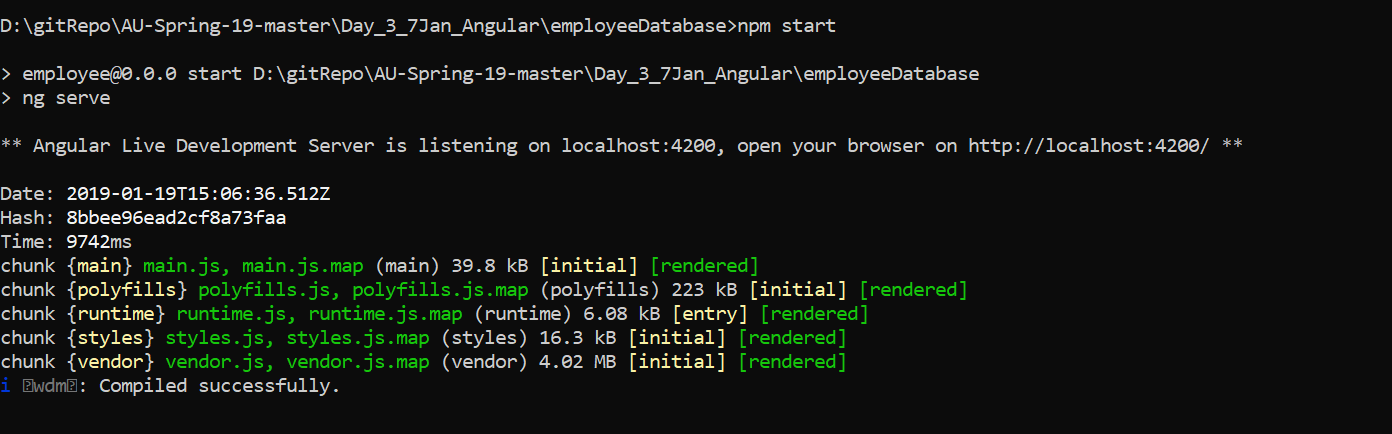 D:\gitRepo\AU-Spring-19-master\Day_3_7Jan_Angular\employeeDatabase>npm start
> employee@0.0.0 start D:\gitRepo\AU-Spring-19-master\Day_3_7Jan_Angular\employeeDatabase
> ng serve
** Angular Live Development Server is listening on localhost:4200, open your browser on http://localhost:4200/ **
Date: 2019-01-19T15:06:36.512Z
Hash: 8bbee96ead2cf8a73faa
Time: 9742ms
chunk {main} main.js, main.js.map (main) 39.8 kB [initial] [rendered]
chunk {polyfills} polyfills.js, polyfills.js.map (polyfills) 223 kB [initial] [rendered]
chunk {runtime} runtime.js, runtime.js.map (runtime) 6.08 kB [entry] [rendered]
chunk {styles} styles.js, styles.js.map (styles) 16.3 kB [initial] [rendered]
chunk {vendor} vendor.js, vendor.js.map (vendor) 4.02 MB [initial] [rendered]
i wdm: Compiled successfully.